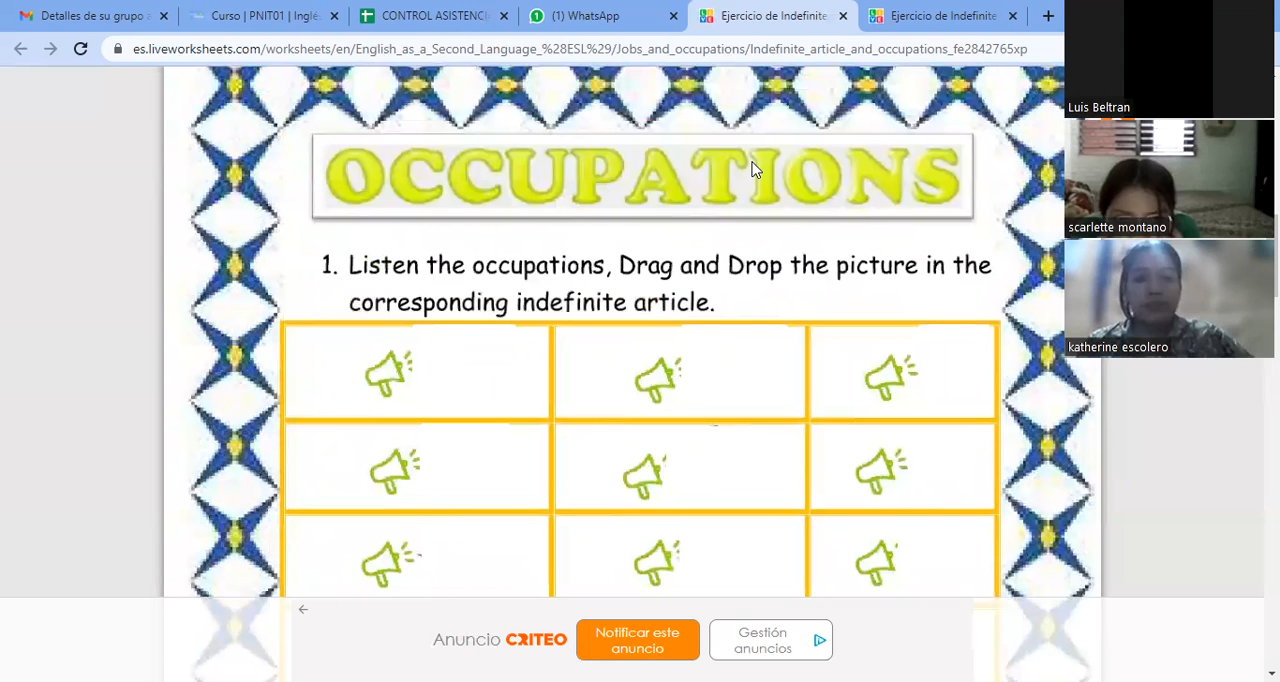 Detalles de su grupo a
Curso | PNIT01 | Inglé
CONTROL ASISTENCI
(1) WhatsApp
Ejercicio de Indefinite
Ejercicio de Indefinite
es.liveworksheets.com/worksheets/en/English_as_a_Second_Language_%28ESL%29/Jobs_and_occupations/Indefinite_article_and_occupations_fe2842765xp
Luis Beltran
OCCUPATIONS
scarlette montano
1. Listen the occupations, Drag and Drop the picture in the
corresponding indefinite article.
katherine escolero
Anuncio CRITEO
Notificar este
anuncio
Gestión
anuncios